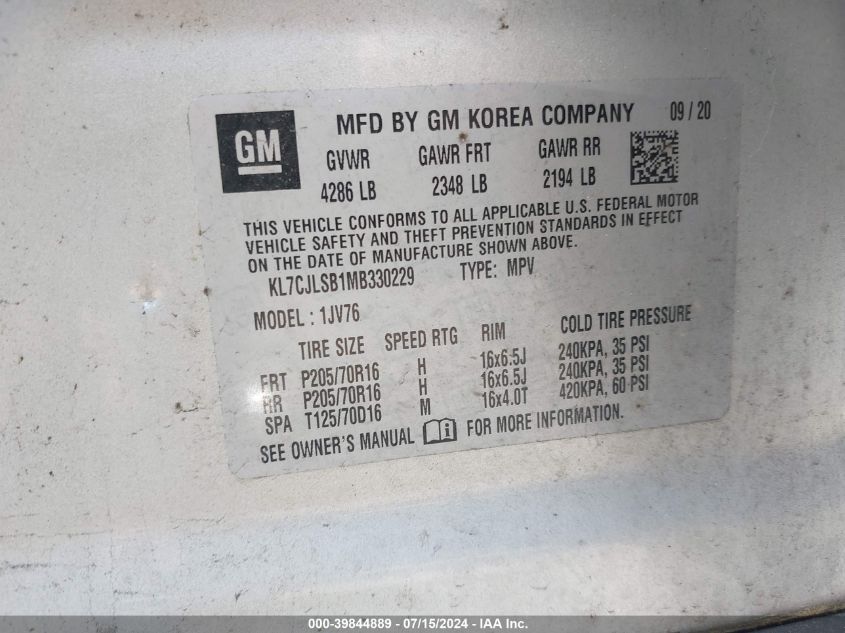 GM
MFD BY GM KOREA COMPANY 09 / 20
GVWR GAWR FRT GAWR RR
4286 LB 2348 LB 2194 LB
THIS VEHICLE CONFORMS TO ALL APPLICABLE U.S. FEDERAL MOTOR
VEHICLE SAFETY AND THEFT PREVENTION STANDARDS IN EFFECT
ON THE DATE OF MANUFACTURE SHOWN ABOVE.
KL7CJLSB1MB330229 TYPE: MPV
MODEL : 1JV76
TIRE SIZE SPEED RTG RIM COLD TIRE PRESSURE
FRT P205/70R16 H 16x6.5J 240KPA, 35 PSI
RR P205/70R16 H 16x6.5J 240KPA, 35 PSI
SPA T125/70D16 M 16x4.0T 420KPA, 60 PSI
SEE OWNER'S MANUAL FOR MORE INFORMATION.
000-39844889 07/15/2024 - IAA Inc.